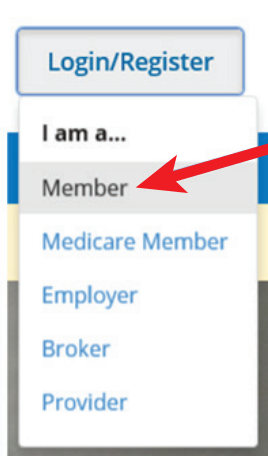 Login/Register
I am a...
Member
Medicare Member
Employer
Broker
Provider